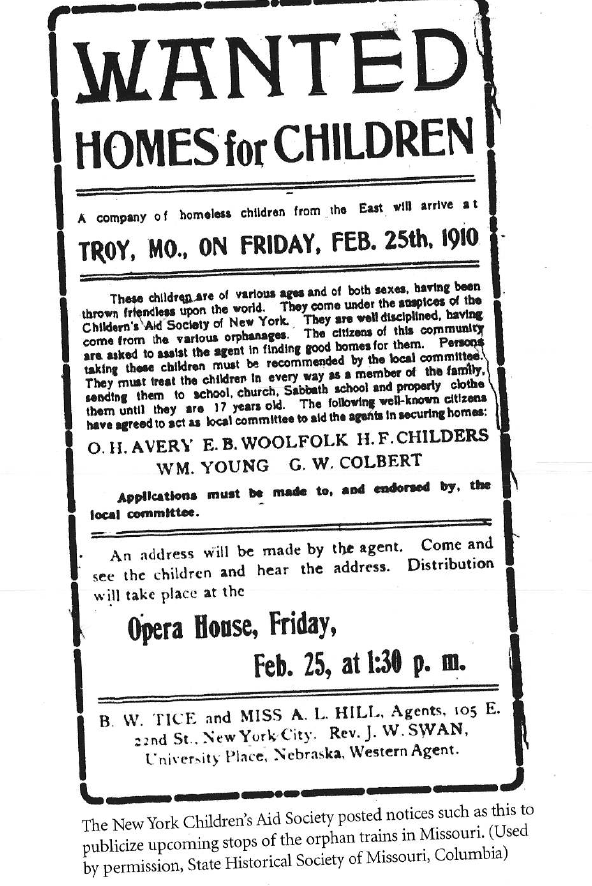 WANTED
HOMES for CHILDREN
A company of homeless children from the East will arrive at
TROY, MO., ON FRIDAY, FEB. 25th, 1910
These children are of various ages and of both sexes, having been
thrown friendless upon the world. They come under the auspices of the
Childern's Aid Society of New York. They are well disciplined, having
come from the various orphanages. The citizens of this community
are asked to assist the agent in finding good homes for them. Persons
taking these children must be recommended by the local committee.
They must treat the children in every way as a member of the family,
sending them to school, church, Sabbath school and properly clothe
them until they are 17 years old. The following well-known citizens
have agreed to act as local committee to aid the agents in securing homes:
O. H. AVERY E. B. WOOLFOLK H. F. CHILDERS
WM. YOUNG G. W. COLBERT
Applications must be made to, and endorsed by, the
local committee.
An address will be made by the agent. Come and
see the children and hear the address. Distribution
will take place at the
Opera House, Friday,
Feb. 25, at 1:30 p. m.
B. W. TICE and MISS A. L. HILL, Agents, 105 E.
22nd St., New York City. Rev. J. W. SWAN,
University Place, Nebraska, Western Agent.
The New York Children's Aid Society posted notices such as this to
publicize upcoming stops of the orphan trains in Missouri. (Used
by permission, State Historical Society of Missouri, Columbia)